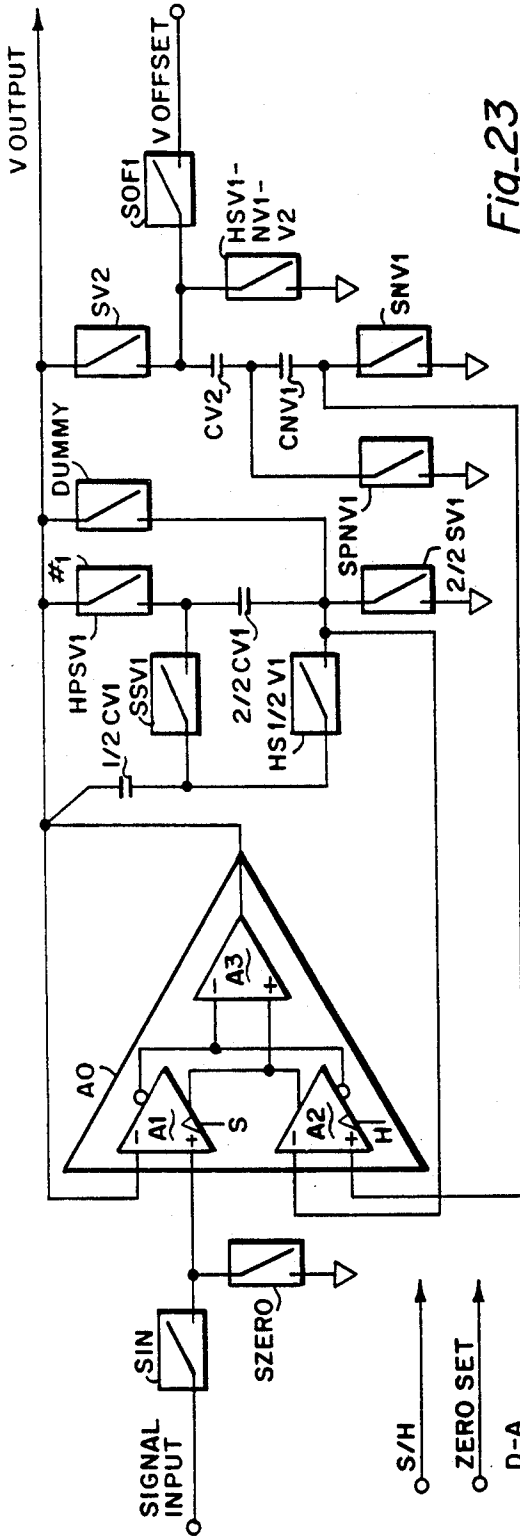 SIGNAL
INPUT
SIN
SZERO
S/H
ZERO SET
D-A
AO
A1
-
+
S
A2
-
+
H
A3
-
+
1/2 CV1
SSV1
HPSV1
#1
DUMMY
2/2 CV1
HS 1/2 V1
2/2 SV1
SPNV1
SV2
CV2
CNV1
SNV1
HSV1-
NV1-
V2
SOF1
V OFFSET
V OUTPUT
Fig_23